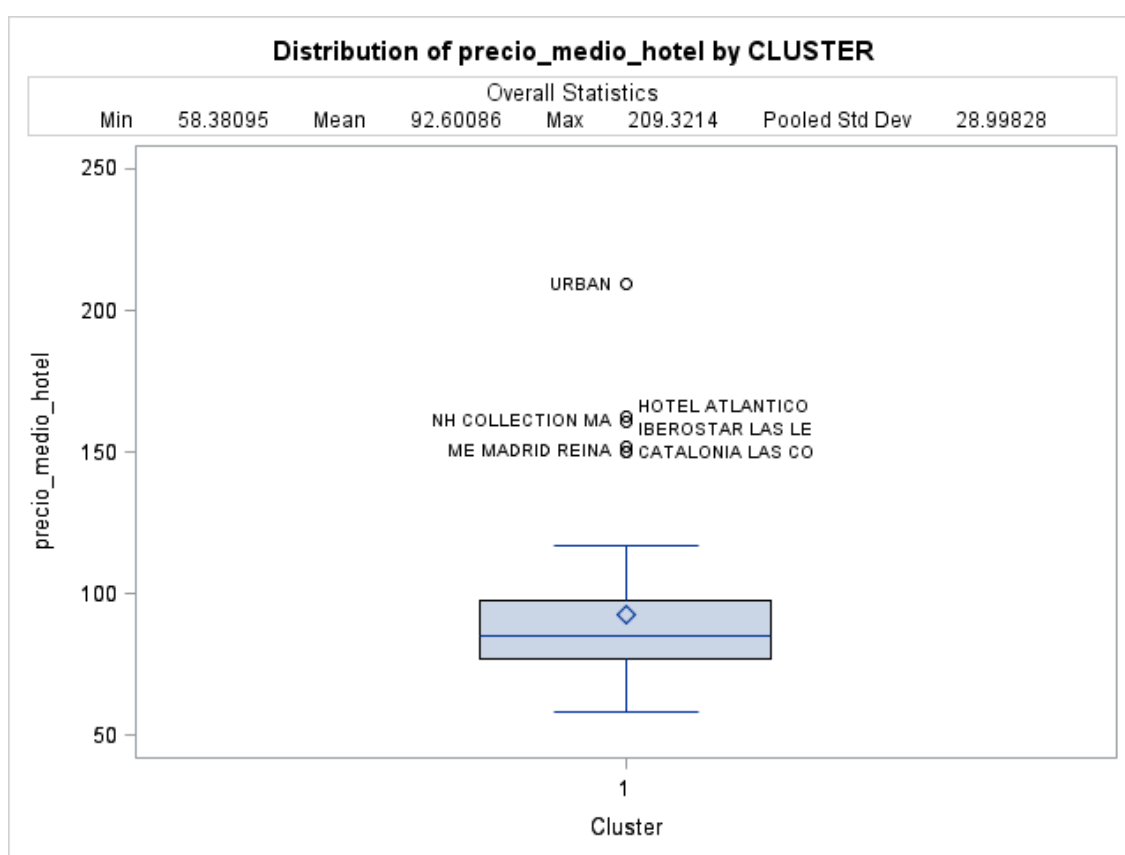 Distribution of precio_medio_hotel by CLUSTER
Overall Statistics
Min 58.38095 Mean 92.60086 Max 209.3214 Pooled Std Dev 28.99828
250
200
150
100
50
precio_medio_hotel
URBAN
HOTEL ATLANTICO
NH COLLECTION MA
IBEROSTAR LAS LE
ME MADRID REINA
CATALONIA LAS CO
1
Cluster